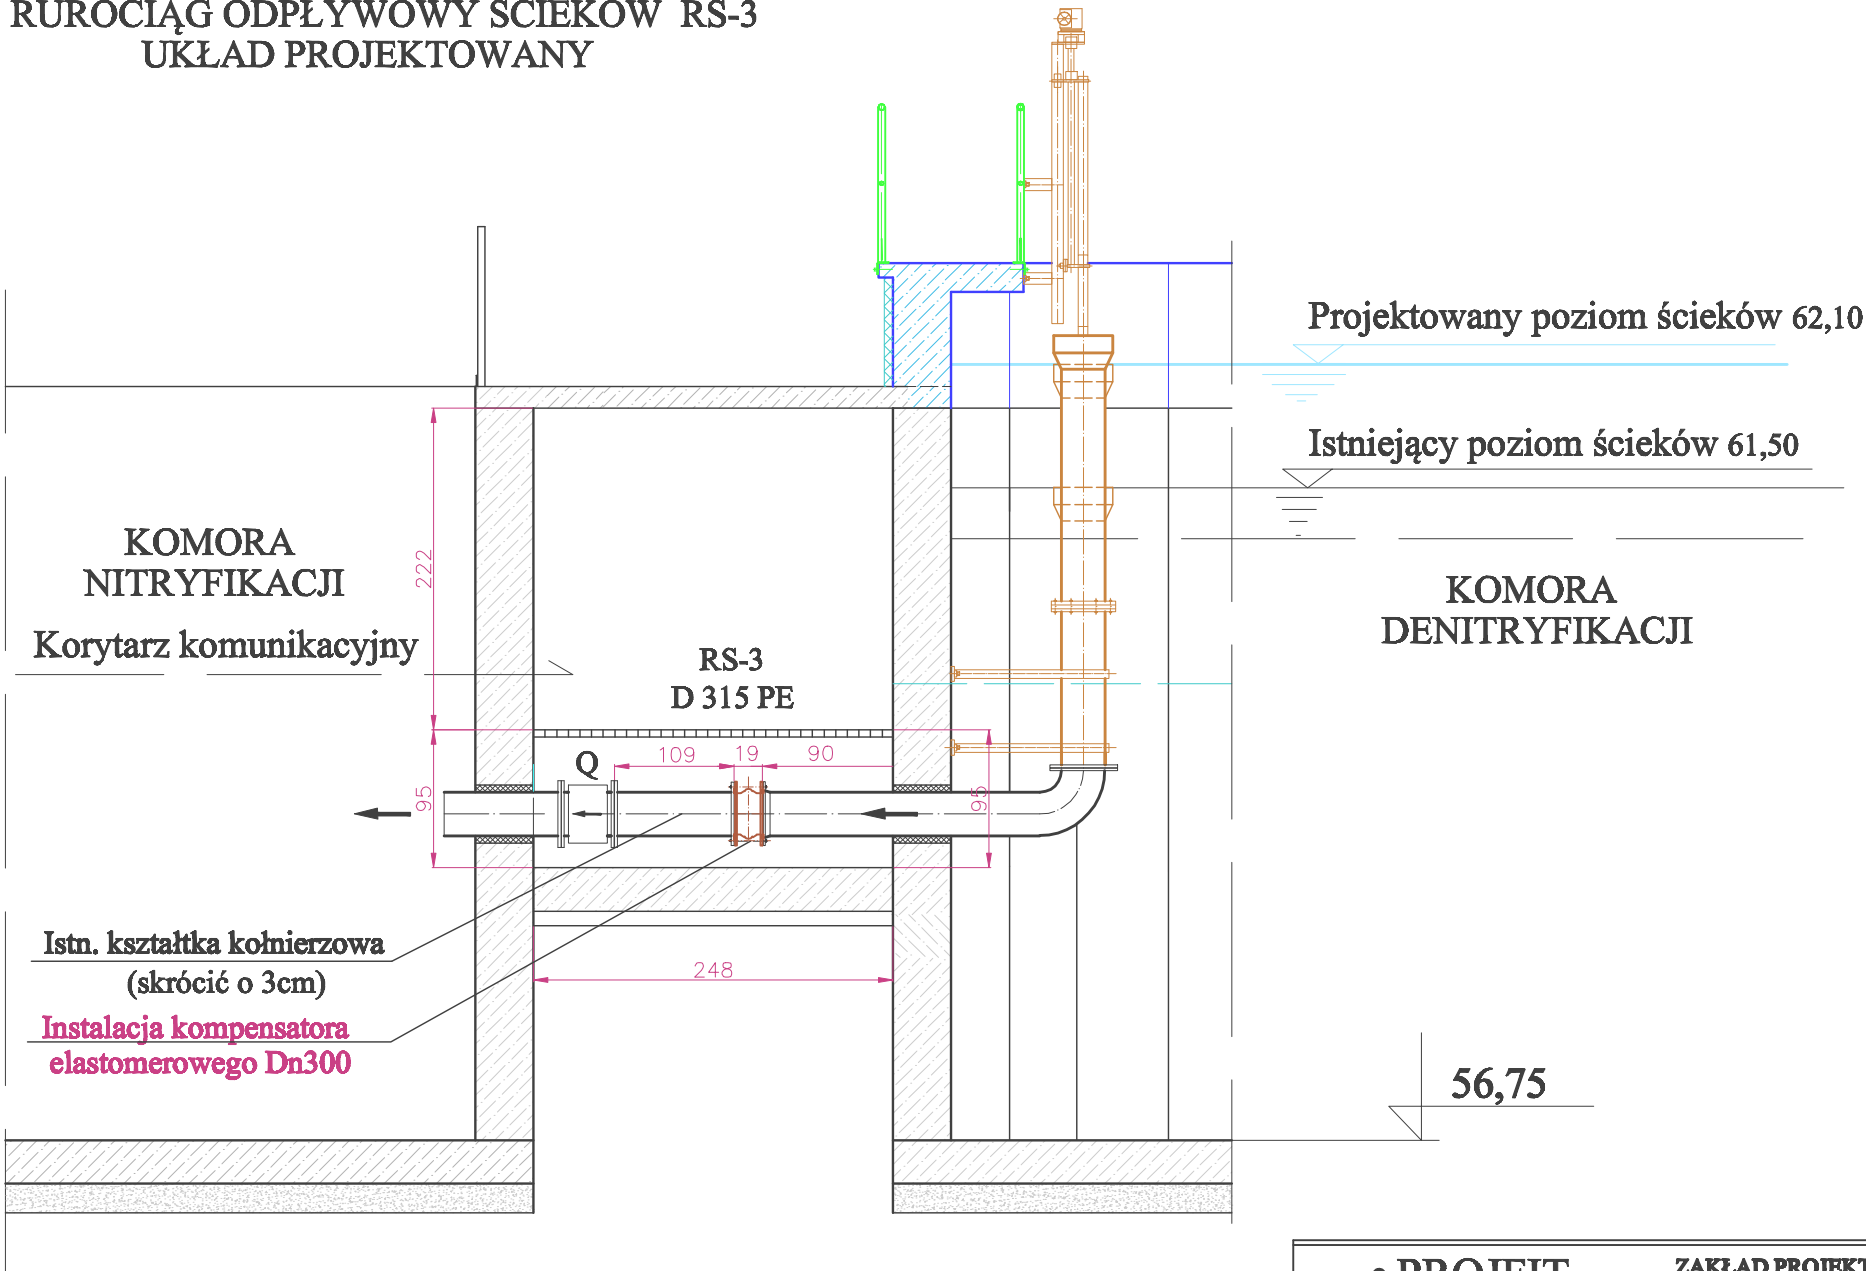 RUROCIĄG ODPŁYWOWY ŚCIEKÓW RS-3
UKŁAD PROJEKTOWANY
Projektowany poziom ścieków 62,10
Istniejący poziom ścieków 61,50
KOMORA
NITRYFIKACJI
Korytarz komunikacyjny
KOMORA
DENITRYFIKACJI
RS-3
D 315 PE
222
Q
109
19
90
95
95
Istn. kształtka kołnierzowa
(skrócić o 3cm)
Instalacja kompensatora
elastomerowego Dn300
248
56,75
PROJEIT
ZAKŁAD PROJEKT